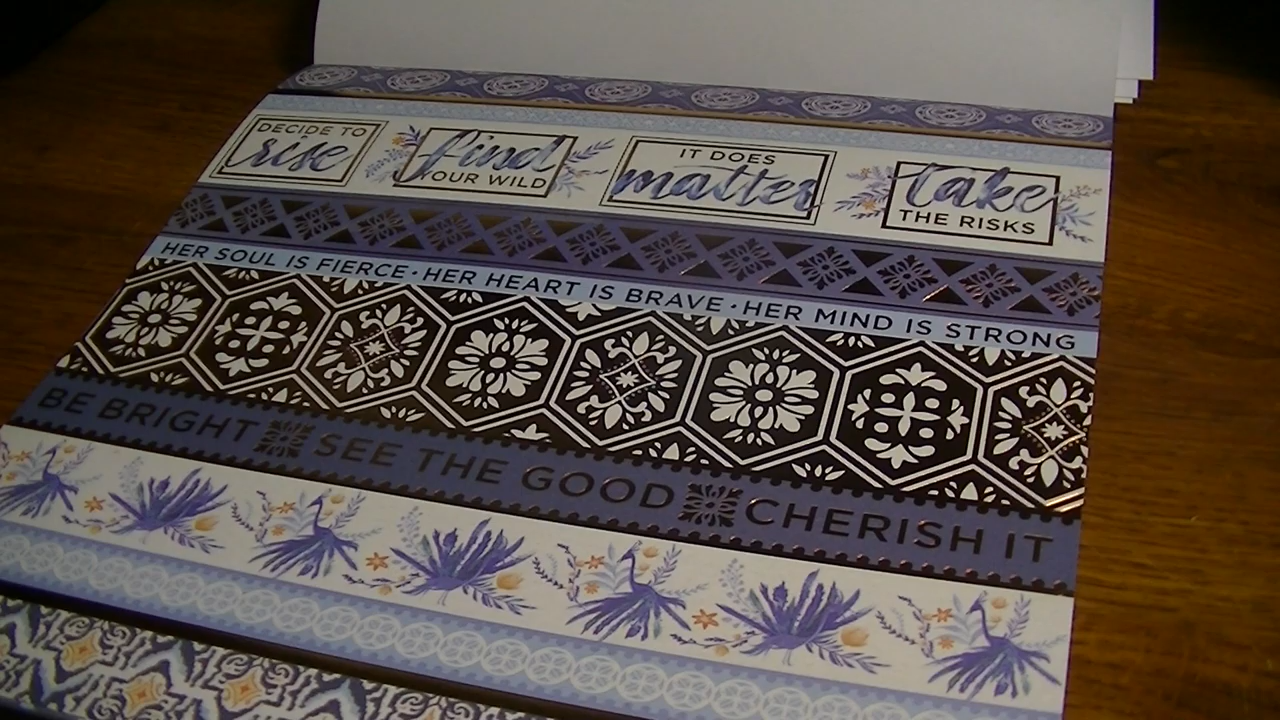 DECIDE TO
rise
find
YOUR WILD
IT DOES
matter
take
THE RISKS
HER SOUL IS FIERCE · HER HEART IS BRAVE · HER MIND IS STRONG
BE BRIGHT SEE THE GOOD CHERISH IT